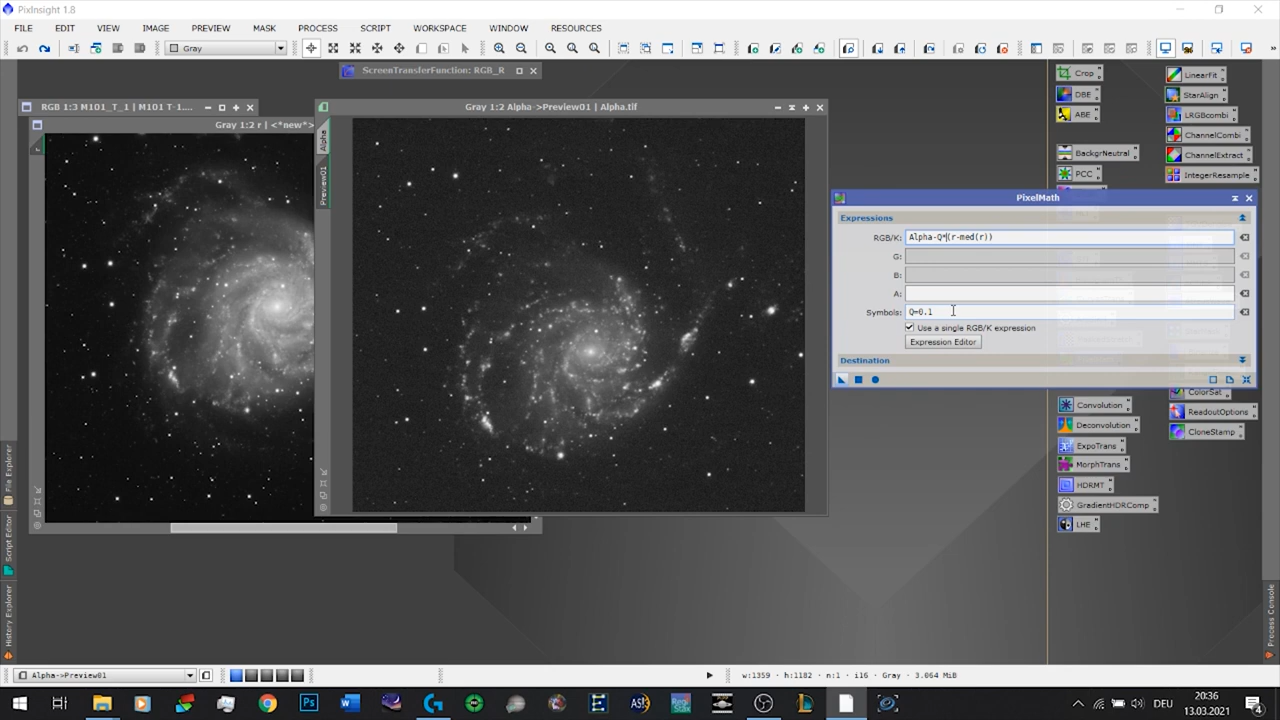 PixInsight 1.8
FILE EDIT VIEW IMAGE PREVIEW MASK PROCESS SCRIPT WORKSPACE WINDOW RESOURCES
Gray
ScreenTransferFunction: RGB_R
RGB 1:3 M101_T_1 | M101 T-1....
Gray 1:2 r | <*new*>
Gray 1:2 Alpha->Preview01 | Alpha.tif
Alpha
Preview01
r
Crop
LinearFit
DBE
StarAlign
ABE
LRGBcombi
ChannelCombi
BackgrNeutral
ChannelExtract
PCC
IntegerResample
PixelMath
Expressions
RGB/K: Alpha-Q*(r-med(r))
G:
B:
A:
Symbols: Q=0.1
Use a single RGB/K expression
Expression Editor
Destination
ColorSat
Convolution
ReadoutOptions
Deconvolution
CloneStamp
ExpoTrans
MorphTrans
HDRMT
GradientHDRComp
LHE
File Explorer
Script Editor
History Explorer
Process Console
Alpha->Preview01
w:1359 · h:1182 · n:1 · i16 · Gray · 3.064 MiB
DEU
20:36
13.03.2021
4